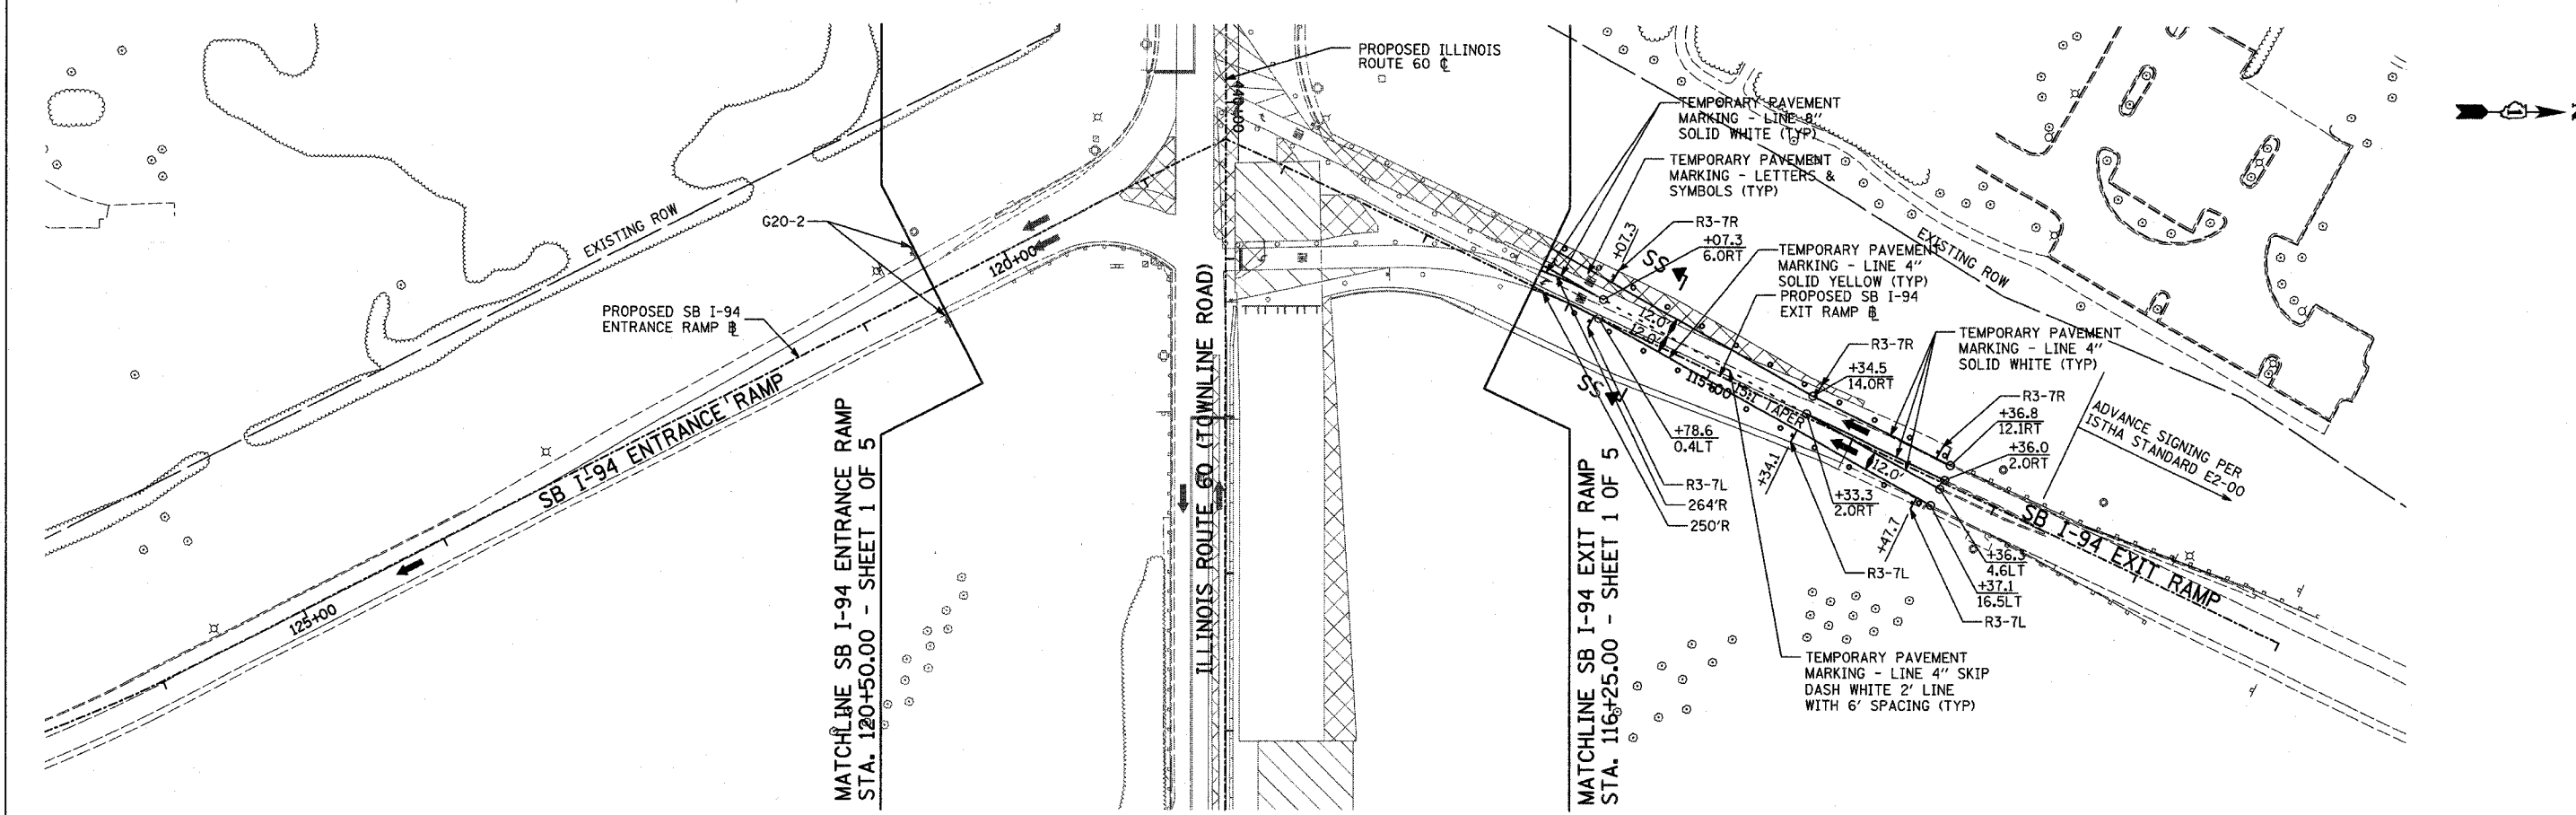 PROPOSED ILLINOIS
ROUTE 60 ℄
TEMPORARY PAVEMENT
MARKING - LINE 8"
SOLID WHITE (TYP)
TEMPORARY PAVEMENT
MARKING - LETTERS &
SYMBOLS (TYP)
R3-7R
+07.3
6.0RT
+07.3
SS
TEMPORARY PAVEMENT
MARKING - LINE 4"
SOLID YELLOW (TYP)
PROPOSED SB I-94
EXIT RAMP
EXISTING ROW
TEMPORARY PAVEMENT
MARKING - LINE 4"
SOLID WHITE (TYP)
R3-7R
+34.5
14.0RT
R3-7R
+36.8
12.1RT
+36.0
2.0RT
ADVANCE SIGNING PER
ISTHA STANDARD E2-00
G20-2
EXISTING ROW
120+00
PROPOSED SB I-94
ENTRANCE RAMP
SB I-94 ENTRANCE RAMP
125+00
MATCHLINE SB I-94 ENTRANCE RAMP
STA. 120+50.00 - SHEET 1 OF 5
ILLINOIS ROUTE 60 (TOWNLINE ROAD)
MATCHLINE SB I-94 EXIT RAMP
STA. 116+25.00 - SHEET 1 OF 5
12.0'
12.0'
SS
115+00
15:1 TAPER
12.0'
+78.6
0.4LT
R3-7L
264'R
250'R
+34.1
+33.3
2.0RT
R3-7L
+47.7
+36.3
4.6LT
+37.1
16.5LT
R3-7L
SB I-94 EXIT RAMP
TEMPORARY PAVEMENT
MARKING - LINE 4" SKIP
DASH WHITE 2' LINE
WITH 6' SPACING (TYP)